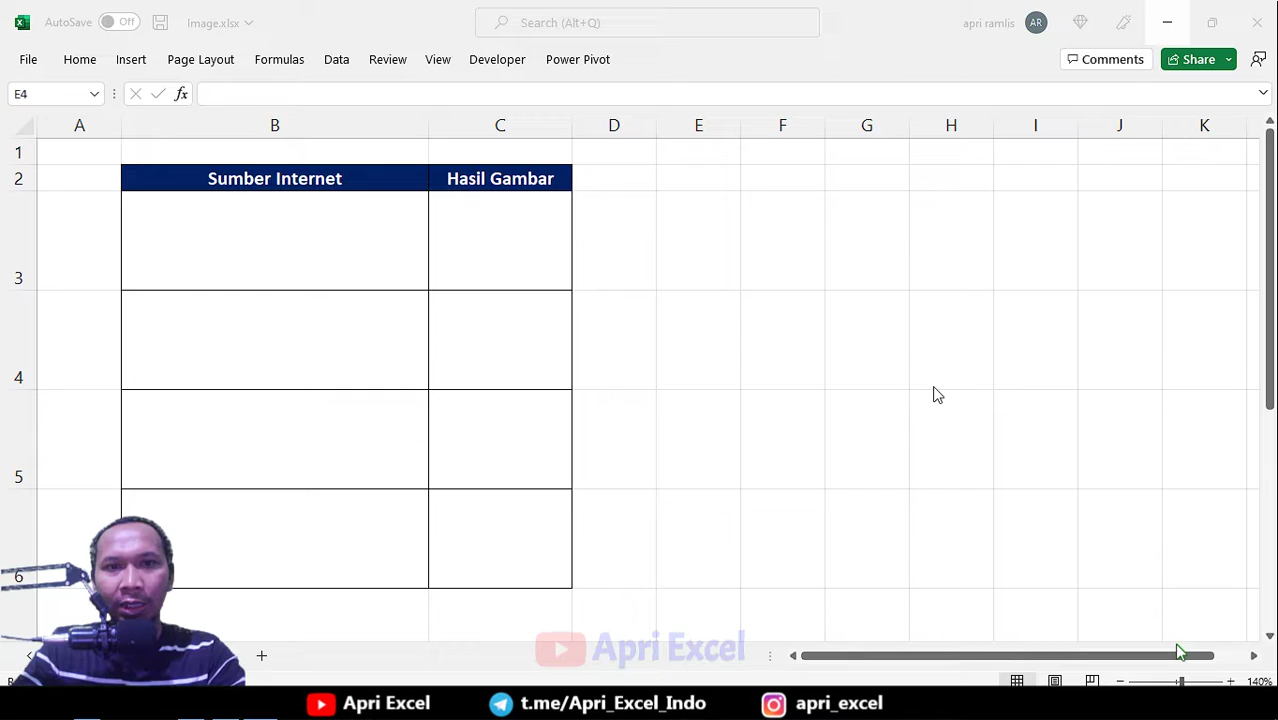 AutoSave Off Image.xlsx Search (Alt+Q) apri ramlis AR
File Home Insert Page Layout Formulas Data Review View Developer Power Pivot Comments Share
E4 fx
A B C D E F G H I J K
1
2 Sumber Internet Hasil Gambar
3
4
5
6
Apri Excel
140%
Apri Excel t.me/Apri_Excel_Indo apri_excel